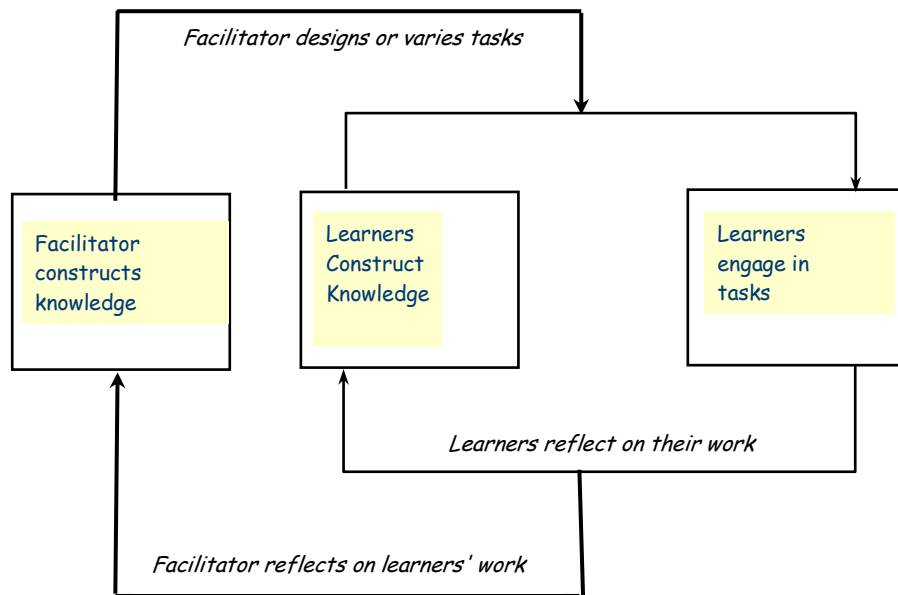 Facilitator designs or varies tasks
Facilitator
constructs
knowledge
Learners
Construct
Knowledge
Learners
engage in
tasks
Learners reflect on their work
Facilitator reflects on learners' work